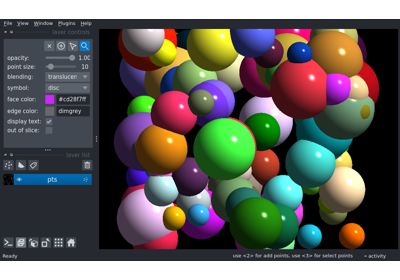 File View Window Plugins Help
layer controls
opacity: 1.00
point size: 10
blending: translucen
symbol: disc
face color: #cd28f7ff
edge color: dimgrey
display text:
out of slice:
layer list
pts
Ready use <2> for add points, use <3> for select points activity